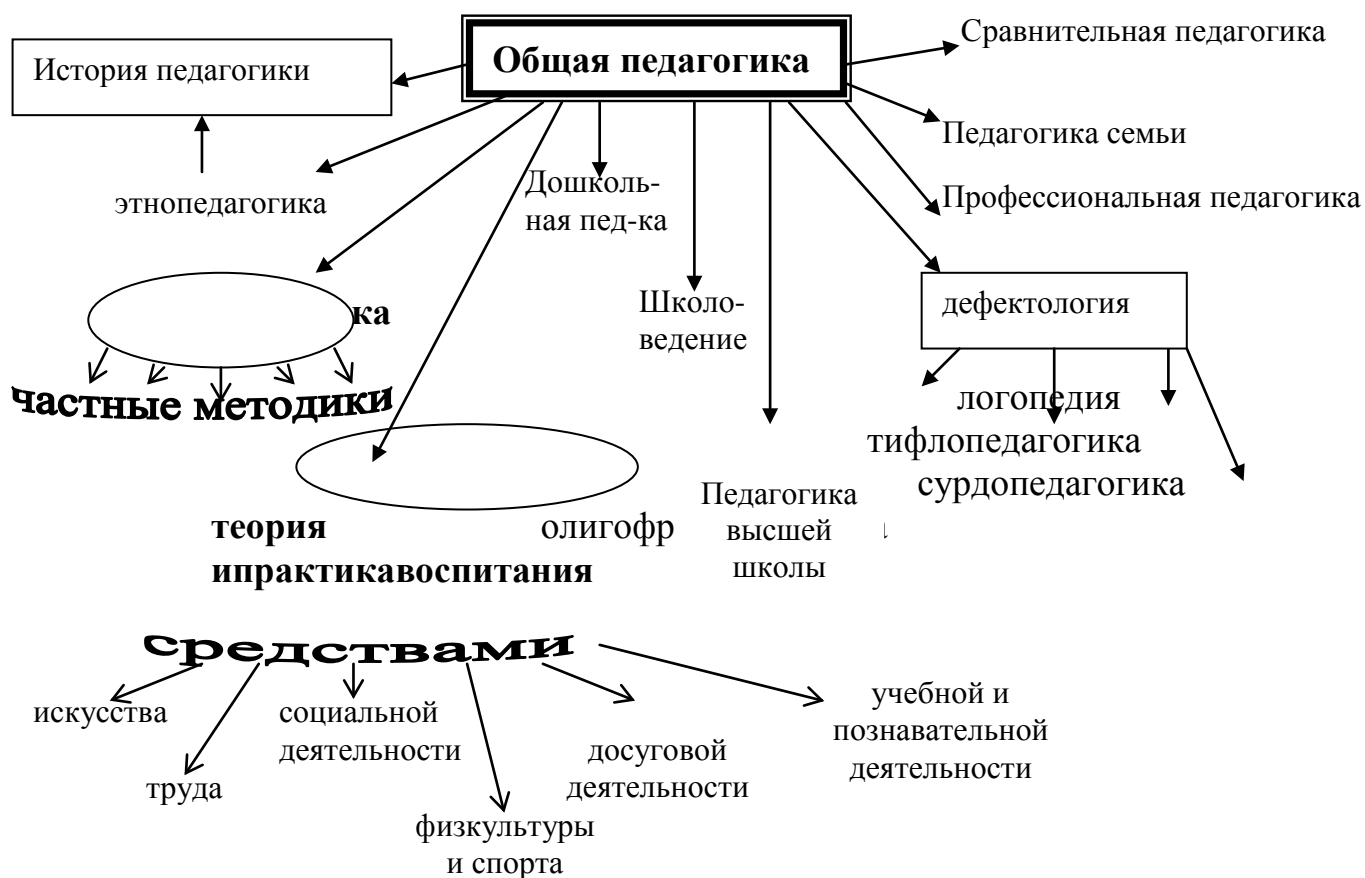 Общая педагогика
Сравнительная педагогика
История педагогики
Педагогика семьи
этнопедагогика
Дошколь-
ная пед-ка
Профессиональная педагогика
ка
Школо-
ведение
дефектология
частные методики
логопедия
тифлопедагогика
сурдопедагогика
Педагогика
высшей
школы
теория
олигофр
ипрактикавоспитания
средствами
искусства
труда
социальной
деятельности
физкультуры
и спорта
досуговой
деятельности
учебной и
познавательной
деятельности